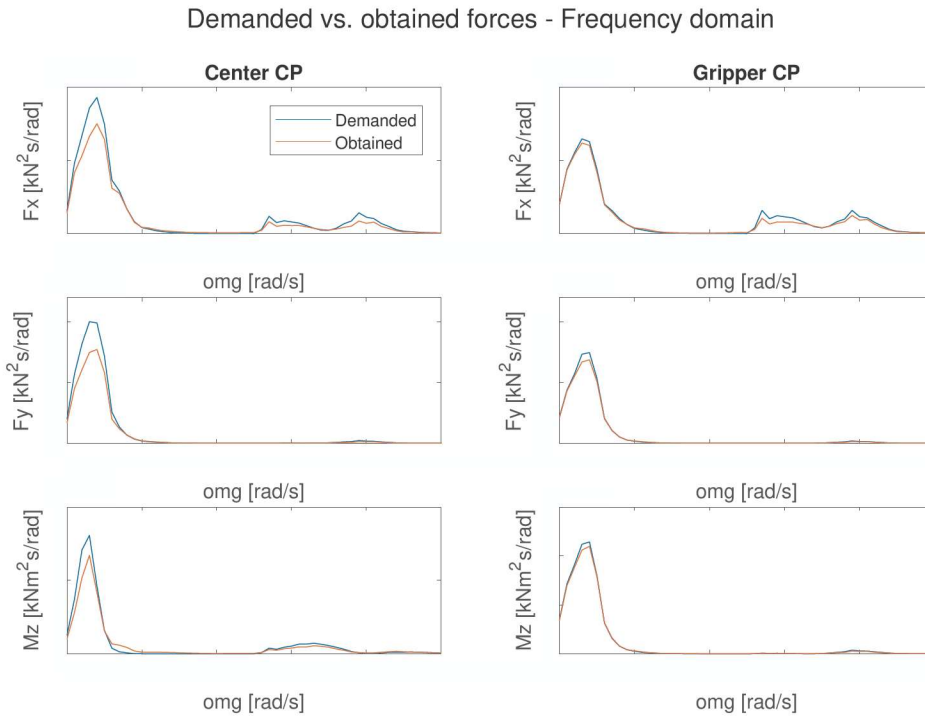 Demanded vs. obtained forces - Frequency domain
Center CP
Fx [kN²s/rad]
Demanded
Obtained
omg [rad/s]
Gripper CP
Fx [kN²s/rad]
omg [rad/s]
Fy [kN²s/rad]
omg [rad/s]
Fy [kN²s/rad]
omg [rad/s]
Mz [kNm²s/rad]
omg [rad/s]
Mz [kNm²s/rad]
omg [rad/s]